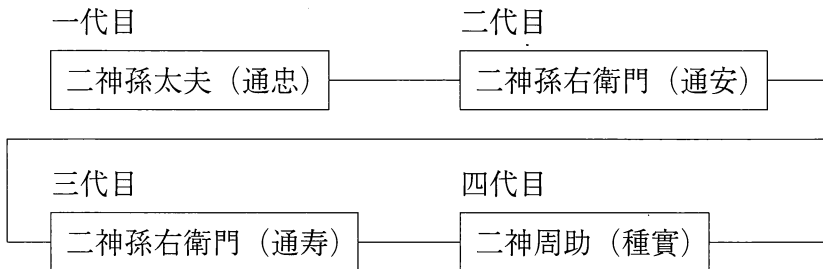 一代目 二代目
二神孫太夫（通忠） 二神孫右衛門（通安）
三代目 四代目
二神孫右衛門（通寿） 二神周助（種實）